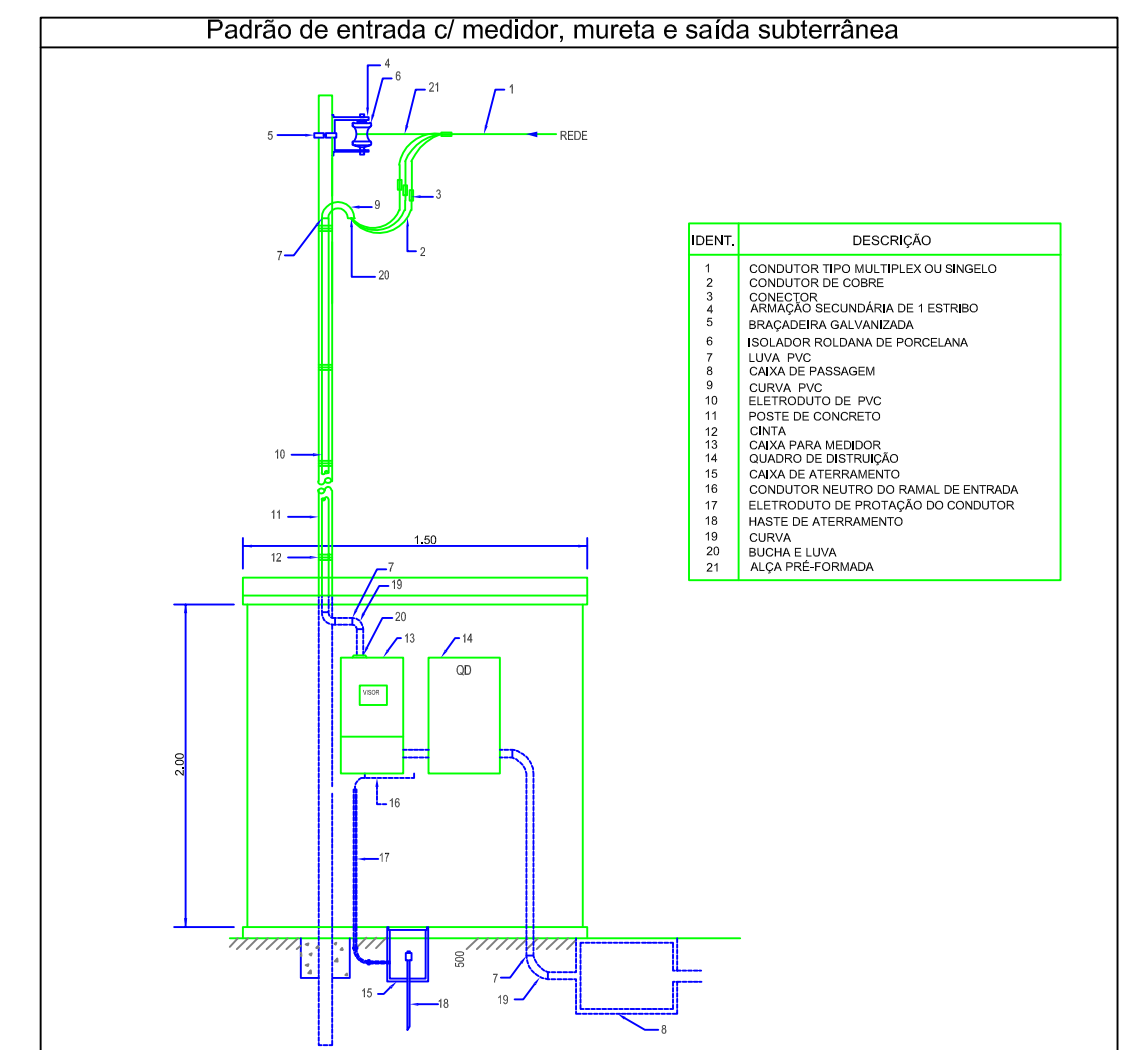 Padrão de entrada c/ medidor, mureta e saída subterrânea
4
6
21
1
5
REDE
3
9
2
7
20
10
11
1.50
12
7
19
20
13
14
QD
VISOR
2.00
16
17
500
7
15
18
19
8
IDENT. DESCRIÇÃO
1 CONDUTOR TIPO MULTIPLEX OU SINGELO
2 CONDUTOR DE COBRE
3 CONECTOR
4 ARMAÇÃO SECUNDÁRIA DE 1 ESTRIBO
5 BRAÇADEIRA GALVANIZADA
6 ISOLADOR ROLDANA DE PORCELANA
7 LUVA PVC
8 CAIXA DE PASSAGEM
9 CURVA PVC
10 ELETRODUTO DE PVC
11 POSTE DE CONCRETO
12 CINTA
13 CAIXA PARA MEDIDOR
14 QUADRO DE DISTRUIÇÃO
15 CAIXA DE ATERRAMENTO
16 CONDUTOR NEUTRO DO RAMAL DE ENTRADA
17 ELETRODUTO DE PROTAÇÃO DO CONDUTOR
18 HASTE DE ATERRAMENTO
19 CURVA
20 BUCHA E LUVA
21 ALÇA PRÉ-FORMADA